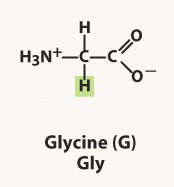 H
O
H3N+—C—C
O−
H
Glycine (G)
Gly